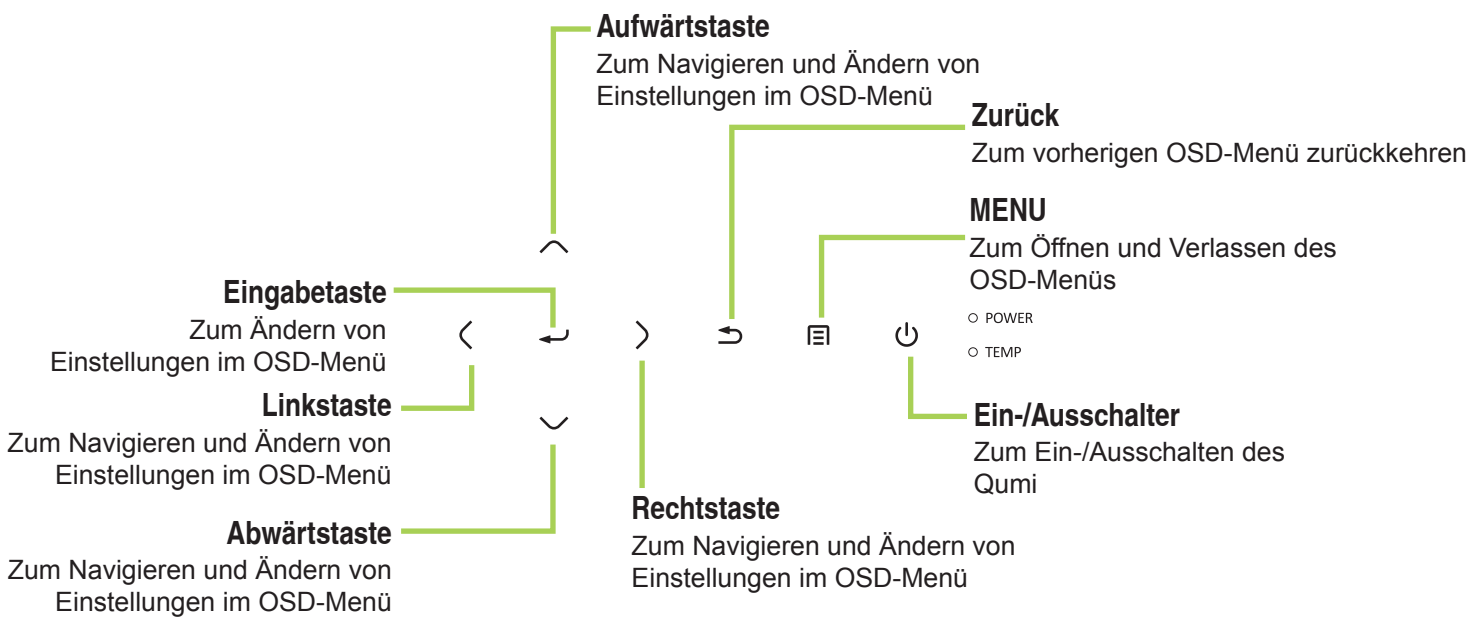 Aufwärtstaste
Zum Navigieren und Ändern von
Einstellungen im OSD-Menü
Zurück
Zum vorherigen OSD-Menü zurückkehren
MENU
Zum Öffnen und Verlassen des
OSD-Menüs
POWER
TEMP
Eingabetaste
Zum Ändern von
Einstellungen im OSD-Menü
Linkstaste
Zum Navigieren und Ändern von
Einstellungen im OSD-Menü
Abwärtstaste
Zum Navigieren und Ändern von
Einstellungen im OSD-Menü
Rechtstaste
Zum Navigieren und Ändern von
Einstellungen im OSD-Menü
Ein-/Ausschalter
Zum Ein-/Ausschalten des
Qumi